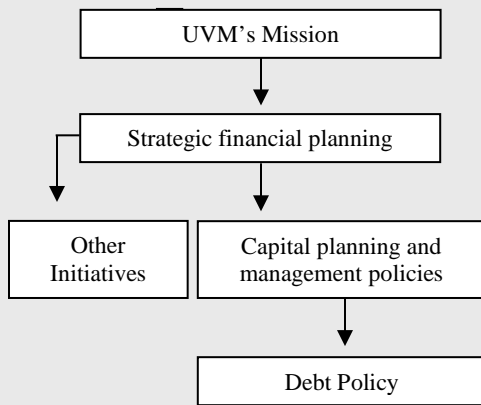 UVM's Mission
Strategic financial planning
Other
Initiatives
Capital planning and
management policies
Debt Policy